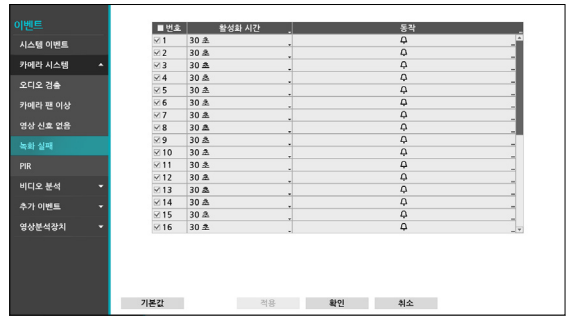 이벤트
시스템 이벤트
카메라 시스템
오디오 검출
카메라 팬 이상
영상 신호 없음
녹화 실패
PIR
비디오 분석
추가 이벤트
영상분석장치
번호 활성화 시간 동작
1 30 초
2 30 초
3 30 초
4 30 초
5 30 초
6 30 초
7 30 초
8 30 초
9 30 초
10 30 초
11 30 초
12 30 초
13 30 초
14 30 초
15 30 초
16 30 초
기본값 적용 확인 취소